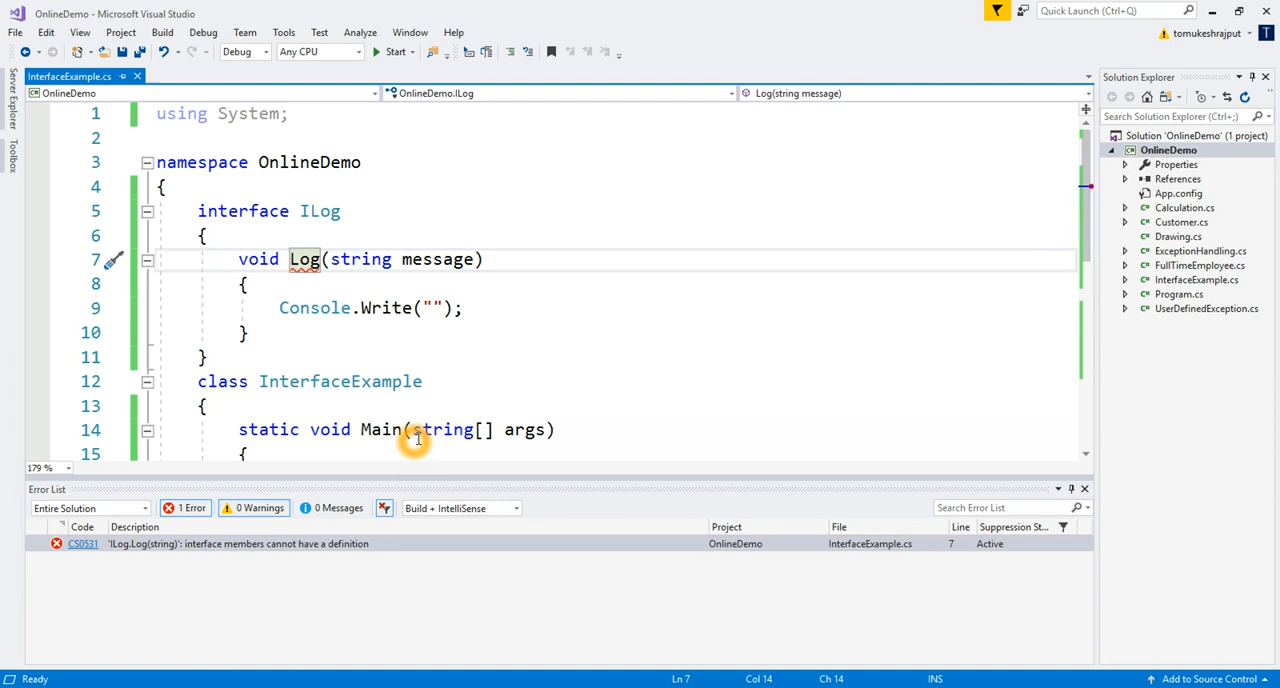 OnlineDemo - Microsoft Visual Studio
Quick Launch (Ctrl+Q)
File Edit View Project Build Debug Team Tools Test Analyze Window Help
tomukeshrajput
T
Debug Any CPU Start
Server Explorer
Toolbox
InterfaceExample.cs
OnlineDemo OnlineDemo.ILog Log(string message)
1 using System;
2
3 namespace OnlineDemo
4 {
5 interface ILog
6 {
7 void Log(string message)
8 {
9 Console.Write("");
10 }
11 }
12 class InterfaceExample
13 {
14 static void Main(string[] args)
15 {
179 %
Solution Explorer
Search Solution Explorer (Ctrl+;)
Solution 'OnlineDemo' (1 project)
OnlineDemo
Properties
References
App.config
Calculation.cs
Customer.cs
Drawing.cs
ExceptionHandling.cs
FullTimeEmployee.cs
InterfaceExample.cs
Program.cs
UserDefinedException.cs
Error List
Entire Solution 1 Error 0 Warnings 0 Messages Build + IntelliSense Search Error List
Code Description Project File Line Suppression St...
CS0531 'ILog.Log(string)': interface members cannot have a definition OnlineDemo InterfaceExample.cs 7 Active
Ready Ln 7 Col 14 Ch 14 INS Add to Source Control